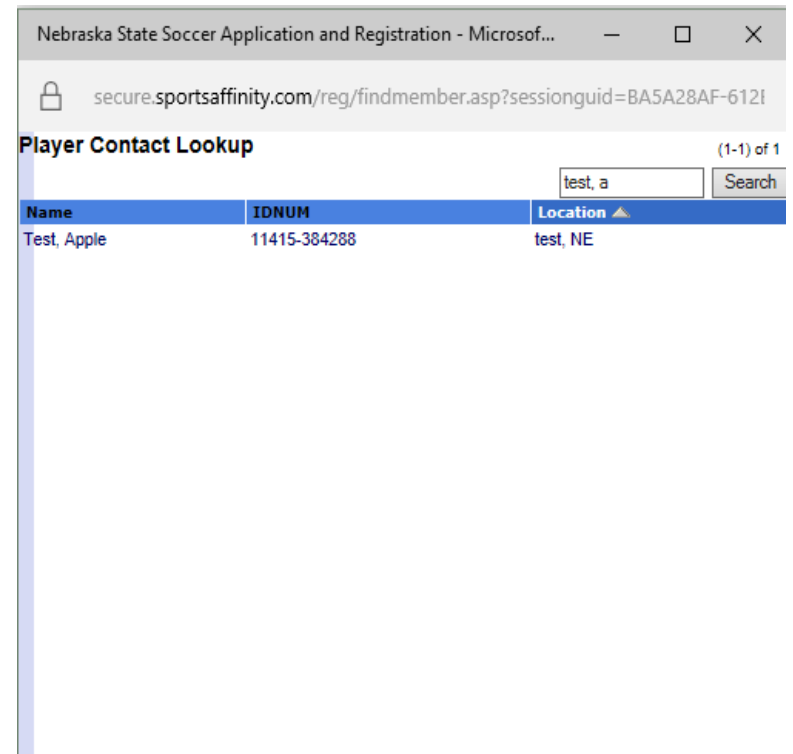 Nebraska State Soccer Application and Registration - Microsof...
secure.sportsaffinity.com/reg/findmember.asp?sessionguid=BA5A28AF-612
Player Contact Lookup (1-1) of 1
test, a Search
Name IDNUM Location
Test, Apple 11415-384288 test, NE